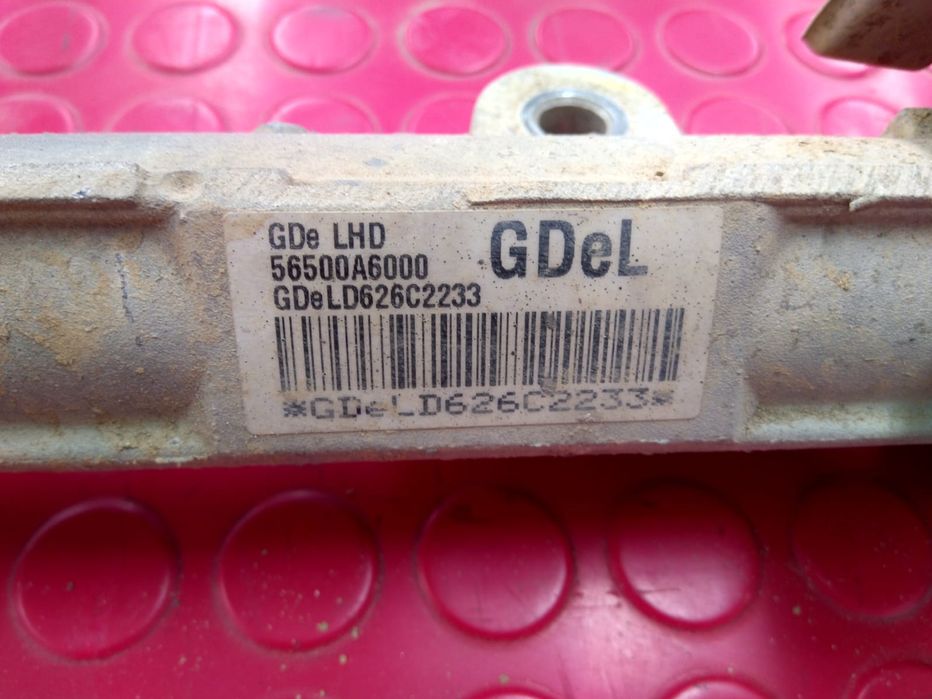 GDe LHD
GDeL
56500A6000
GDeLD626C2233
*GDeLD626C2233*